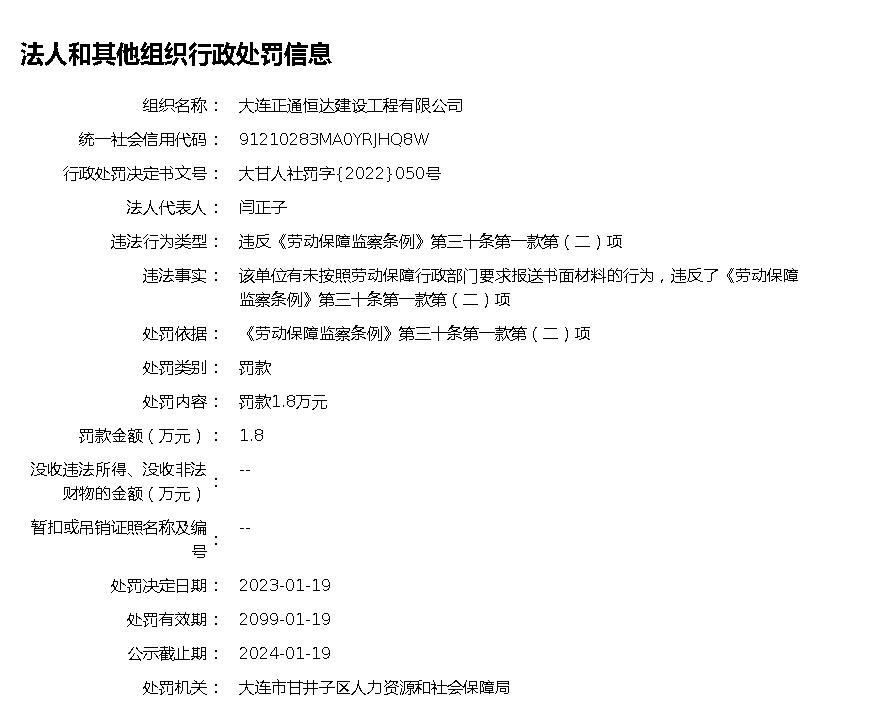 法人和其他组织行政处罚信息
组织名称： 大连正通恒达建设工程有限公司
统一社会信用代码： 91210283MA0YRJHQ8W
行政处罚决定书文号： 大甘人社罚字{2022}050号
法人代表人： 闫正子
违法行为类型： 违反《劳动保障监察条例》第三十条第一款第（二）项
违法事实： 该单位有未按照劳动保障行政部门要求报送书面材料的行为，违反了《劳动保障
监察条例》第三十条第一款第（二）项
处罚依据： 《劳动保障监察条例》第三十条第一款第（二）项
处罚类别： 罚款
处罚内容： 罚款1.8万元
罚款金额（万元）： 1.8
没收违法所得、没收非法
财物的金额（万元）： --
暂扣或吊销证照名称及编
号： --
处罚决定日期： 2023-01-19
处罚有效期： 2099-01-19
公示截止期： 2024-01-19
处罚机关： 大连市甘井子区人力资源和社会保障局